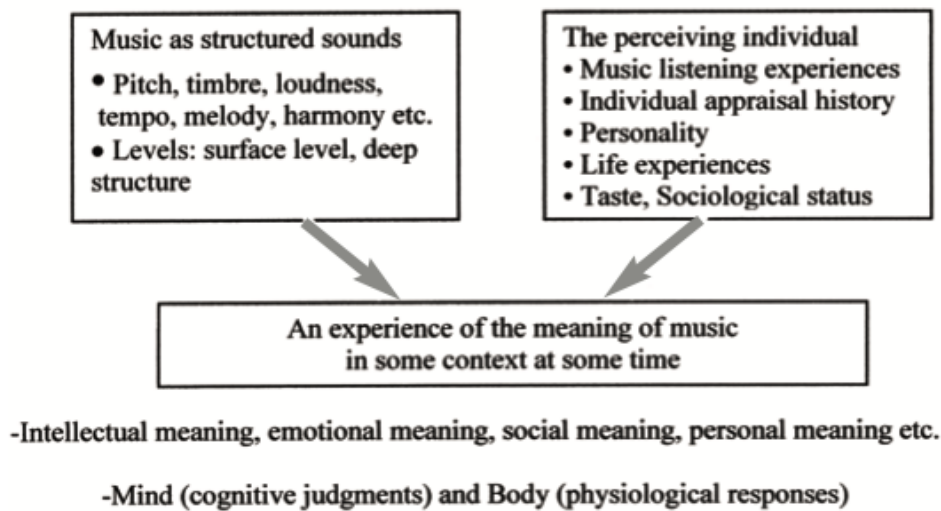 Music as structured sounds
• Pitch, timbre, loudness,
tempo, melody, harmony etc.
• Levels: surface level, deep
structure
The perceiving individual
• Music listening experiences
• Individual appraisal history
• Personality
• Life experiences
• Taste, Sociological status
An experience of the meaning of music
in some context at some time
-Intellectual meaning, emotional meaning, social meaning, personal meaning etc.
-Mind (cognitive judgments) and Body (physiological responses)